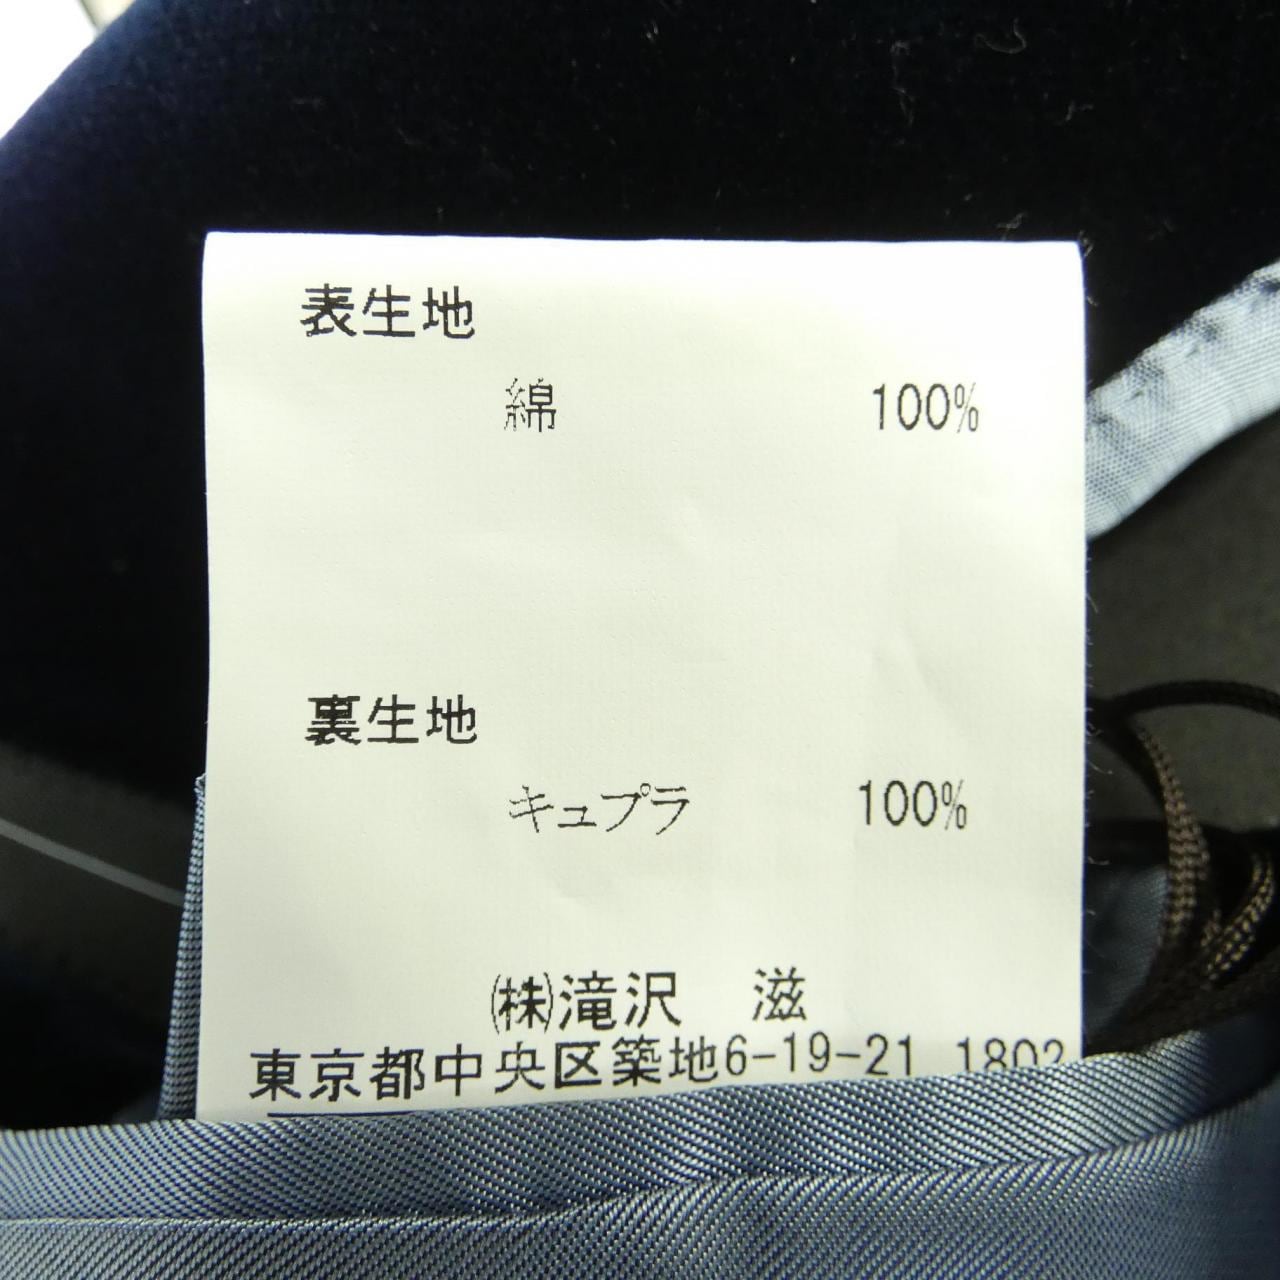 表生地
綿 100%
裏生地
キュプラ 100%
㈱滝沢 滋
東京都中央区築地6-19-21 1802